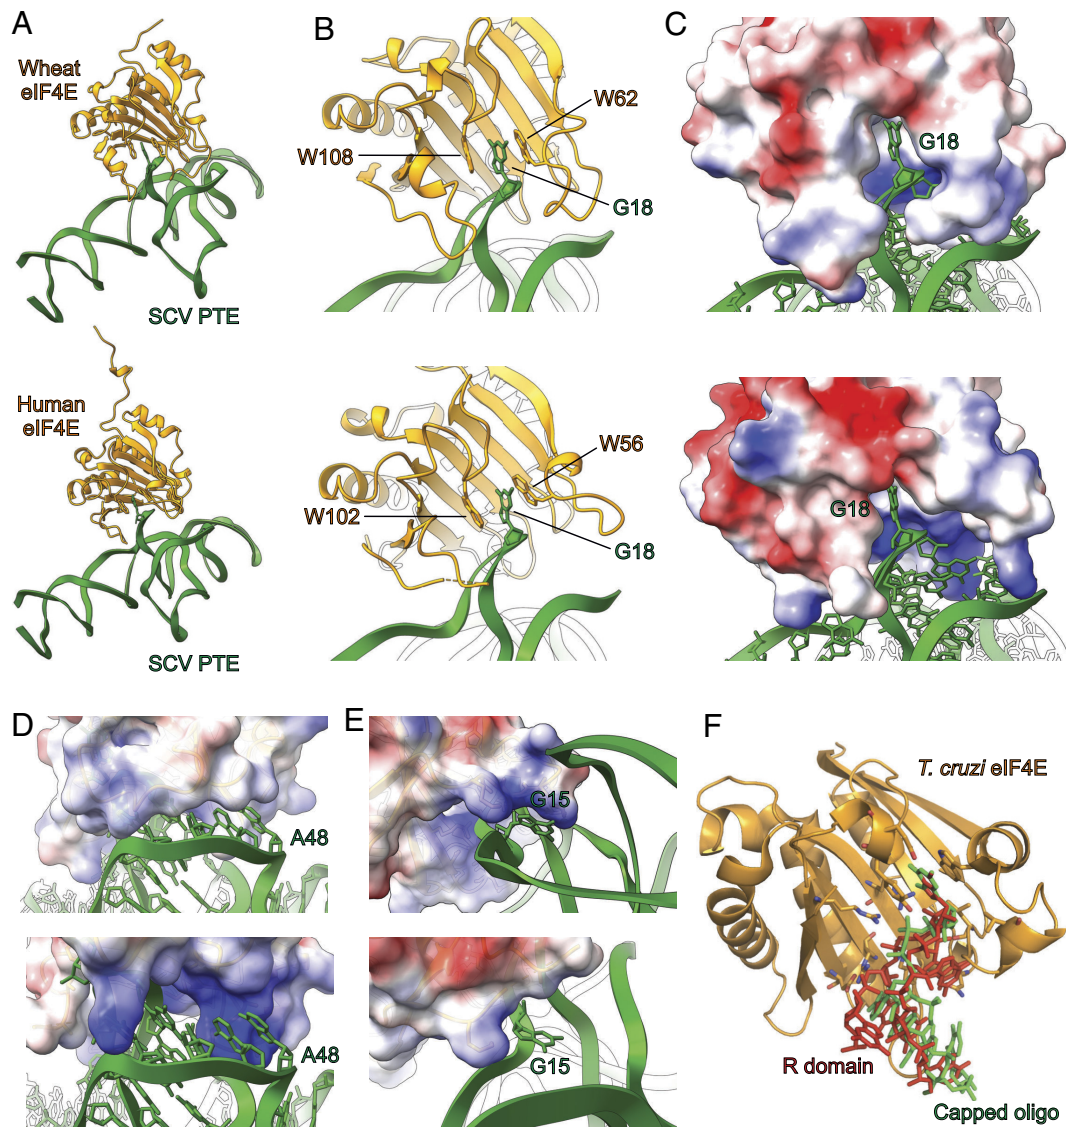 A
Wheat
eIF4E
SCV PTE
Human
eIF4E
SCV PTE
B
W62
W108
G18
W56
W102
G18
C
G18
G18
D
A48
A48
E
G15
G15
F
T. cruzi eIF4E
R domain
Capped oligo